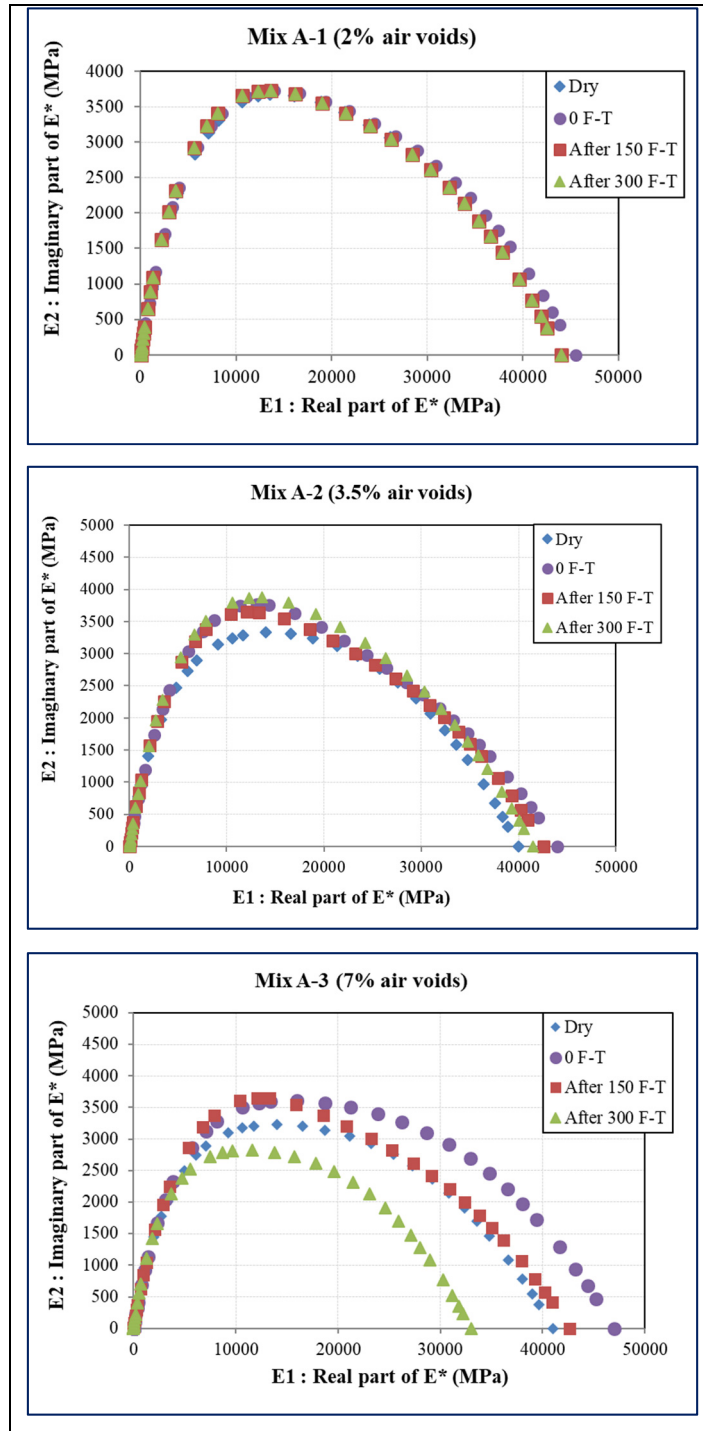 Mix A-1 (2% air voids)
E2 : Imaginary part of E* (MPa)
4000
3500
3000
2500
2000
1500
1000
500
0
0 10000 20000 30000 40000 50000
E1 : Real part of E* (MPa)
Dry
0 F-T
After 150 F-T
After 300 F-T
Mix A-2 (3.5% air voids)
E2 : Imaginary part of E* (MPa)
5000
4500
4000
3500
3000
2500
2000
1500
1000
500
0
0 10000 20000 30000 40000 50000
E1 : Real part of E* (MPa)
Dry
0 F-T
After 150 F-T
After 300 F-T
Mix A-3 (7% air voids)
E2 : Imaginary part of E* (MPa)
5000
4500
4000
3500
3000
2500
2000
1500
1000
500
0
0 10000 20000 30000 40000 50000
E1 : Real part of E* (MPa)
Dry
0 F-T
After 150 F-T
After 300 F-T